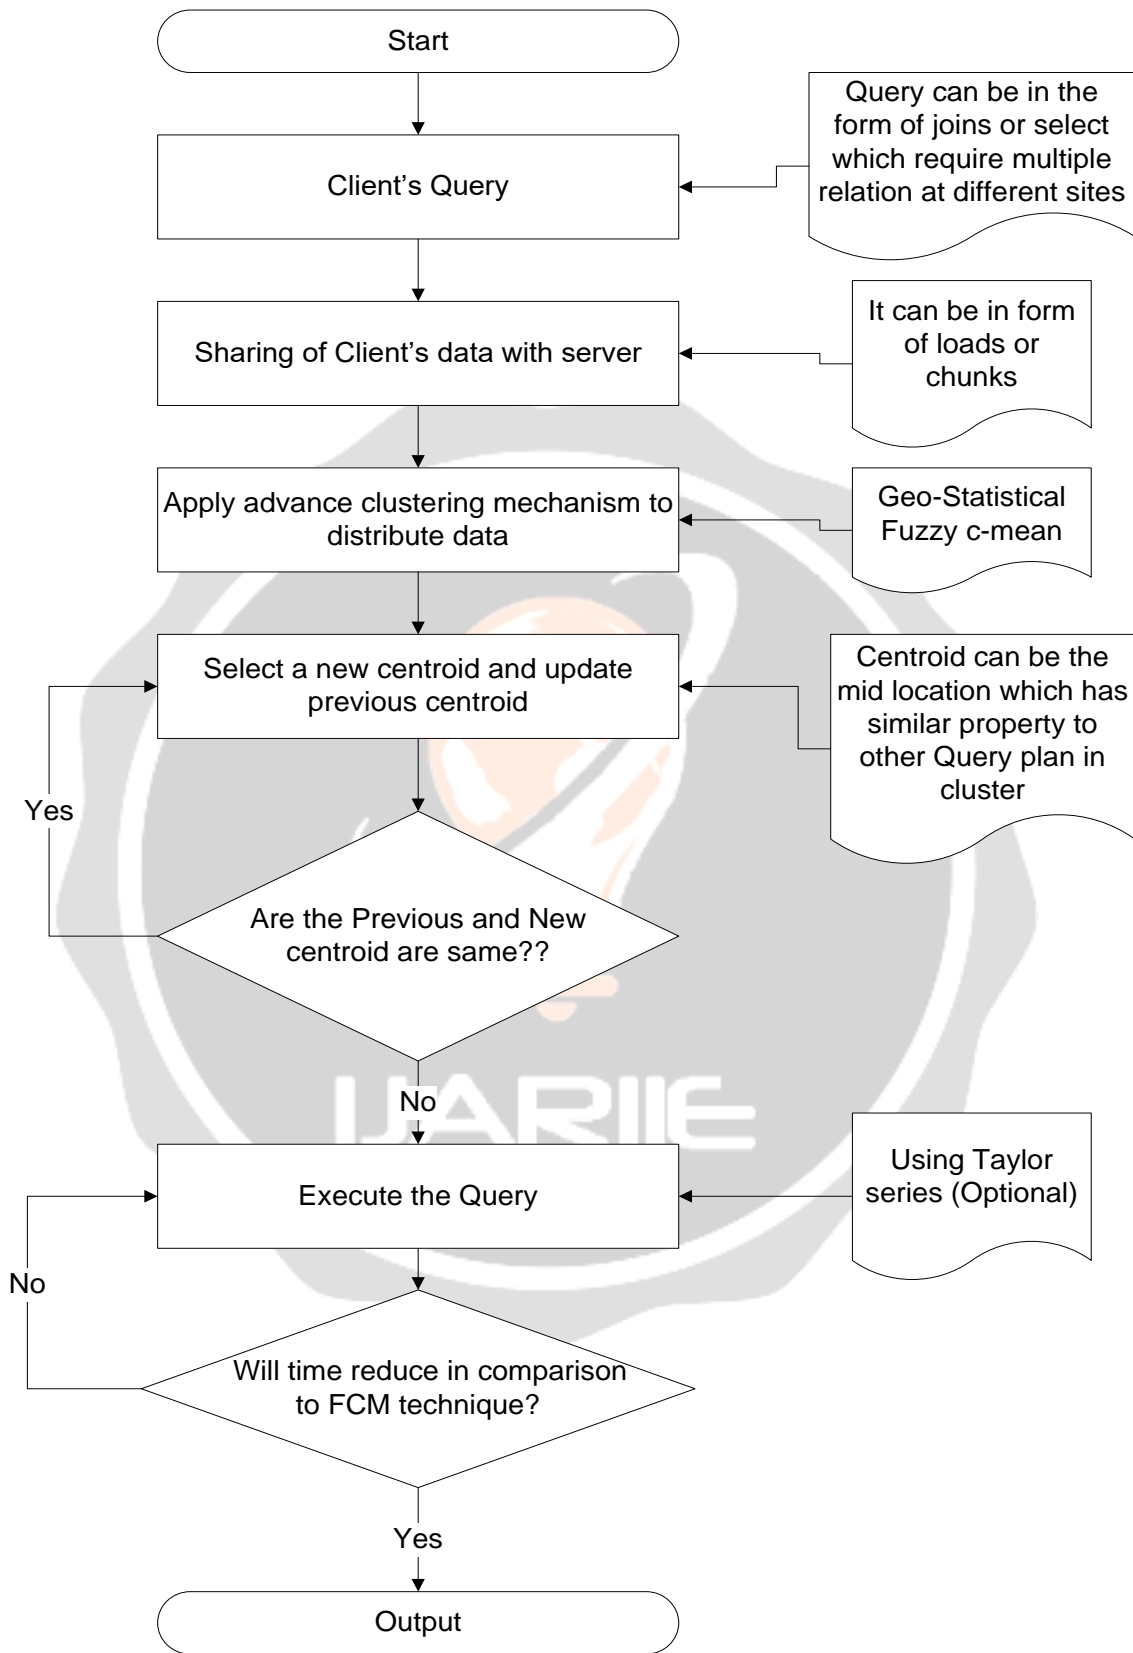 Start
Query can be in the
form of joins or select
which require multiple
relation at different sites
Client's Query
It can be in form
of loads or
chunks
Sharing of Client's data with server
Geo-Statistical
Fuzzy c-mean
Apply advance clustering mechanism to
distribute data
Centroid can be the
mid location which has
similar property to
other Query plan in
cluster
Select a new centroid and update
previous centroid
Yes
Are the Previous and New
centroid are same??
No
IJARIIE
Using Taylor
series (Optional)
Execute the Query
No
Will time reduce in comparison
to FCM technique?
Yes
Output